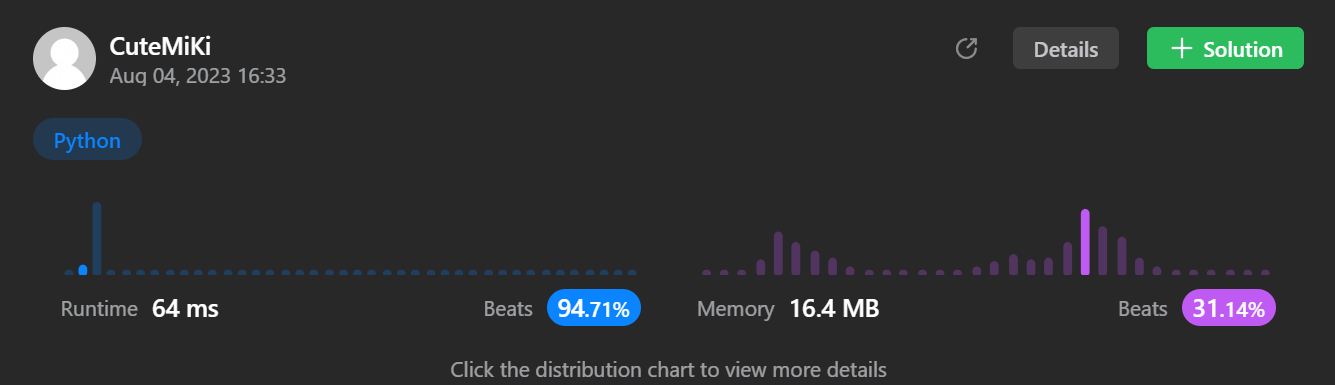 CuteMiKi
Details
Solution
Aug 04, 2023 16:33
Python
Runtime 64 ms Beats 94.71%
Memory 16.4 MB Beats 31.14%
Click the distribution chart to view more details